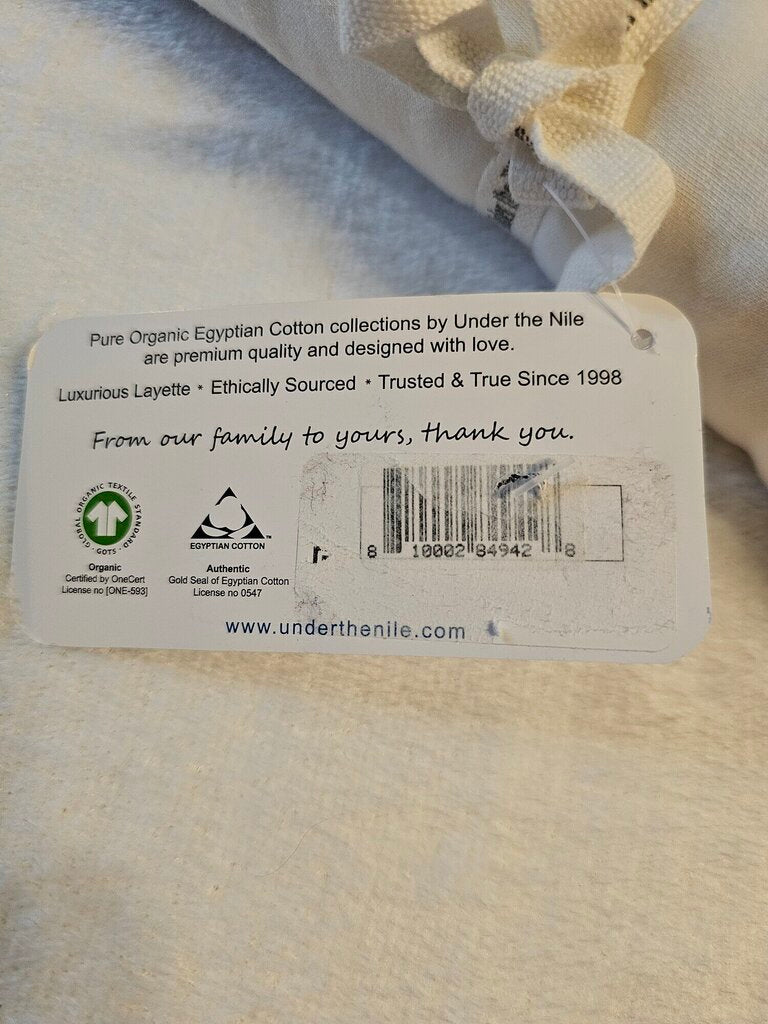 Pure Organic Egyptian Cotton collections by Under the Nile
are premium quality and designed with love.
Luxurious Layette * Ethically Sourced * Trusted & True Since 1998
From our family to yours, thank you.
GLOBAL ORGANIC TEXTILE STANDARD · GOTS ·
Organic
Certified by OneCert
License no [ONE-593]
EGYPTIAN COTTON™
Authentic
Gold Seal of Egyptian Cotton
License no 0547
8 10002 84942 8
www.underthenile.com